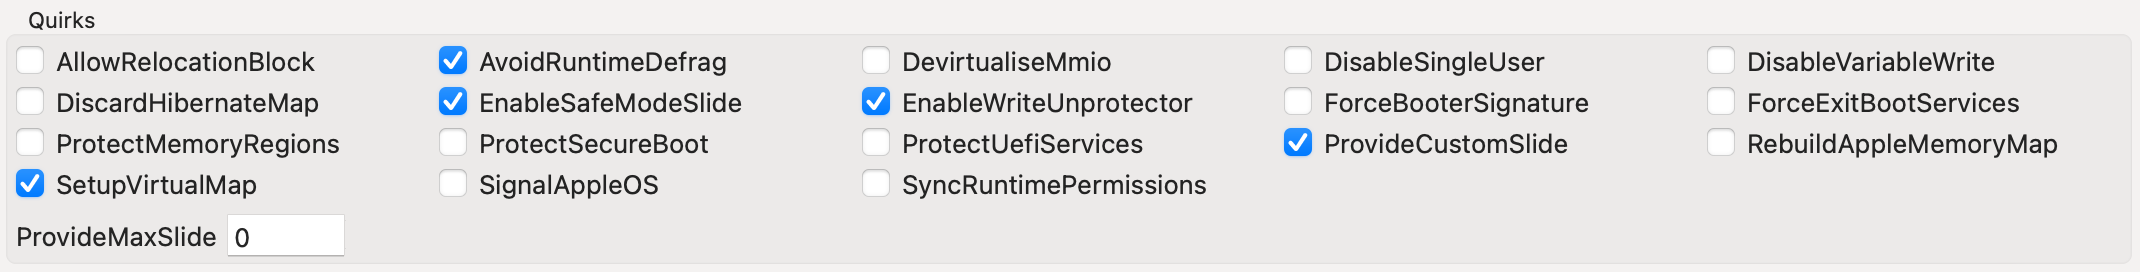 Quirks
AllowRelocationBlock AvoidRuntimeDefrag DevirtualiseMmio DisableSingleUser DisableVariableWrite
DiscardHibernateMap EnableSafeModeSlide EnableWriteUnprotector ForceBooterSignature ForceExitBootServices
ProtectMemoryRegions ProtectSecureBoot ProtectUefiServices ProvideCustomSlide RebuildAppleMemoryMap
SetupVirtualMap SignalAppleOS SyncRuntimePermissions
ProvideMaxSlide 0